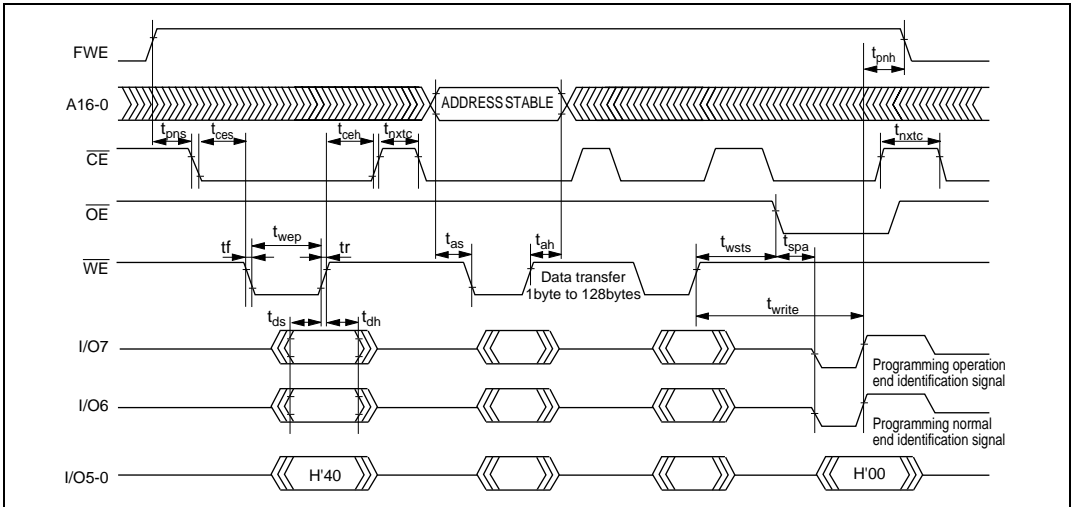 FWE
tpnh
A16-0
ADDRESS STABLE
tpns tces tceh tnxtc tnxtc
CE
OE
twep tas tah twsts tspa
tf tr
WE
Data transfer
1byte to 128bytes
twrite
tds tdh
I/O7
Programming operation
end identification signal
I/O6
Programming normal
end identification signal
I/O5-0 H'40 H'00